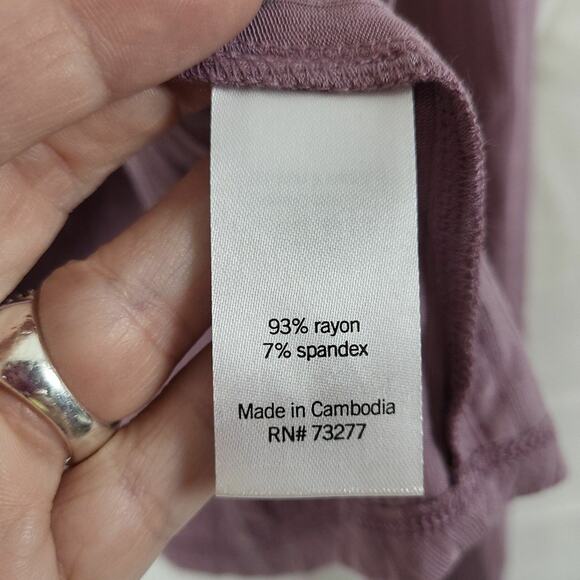 93% rayon
7% spandex
Made in Cambodia
RN# 73277